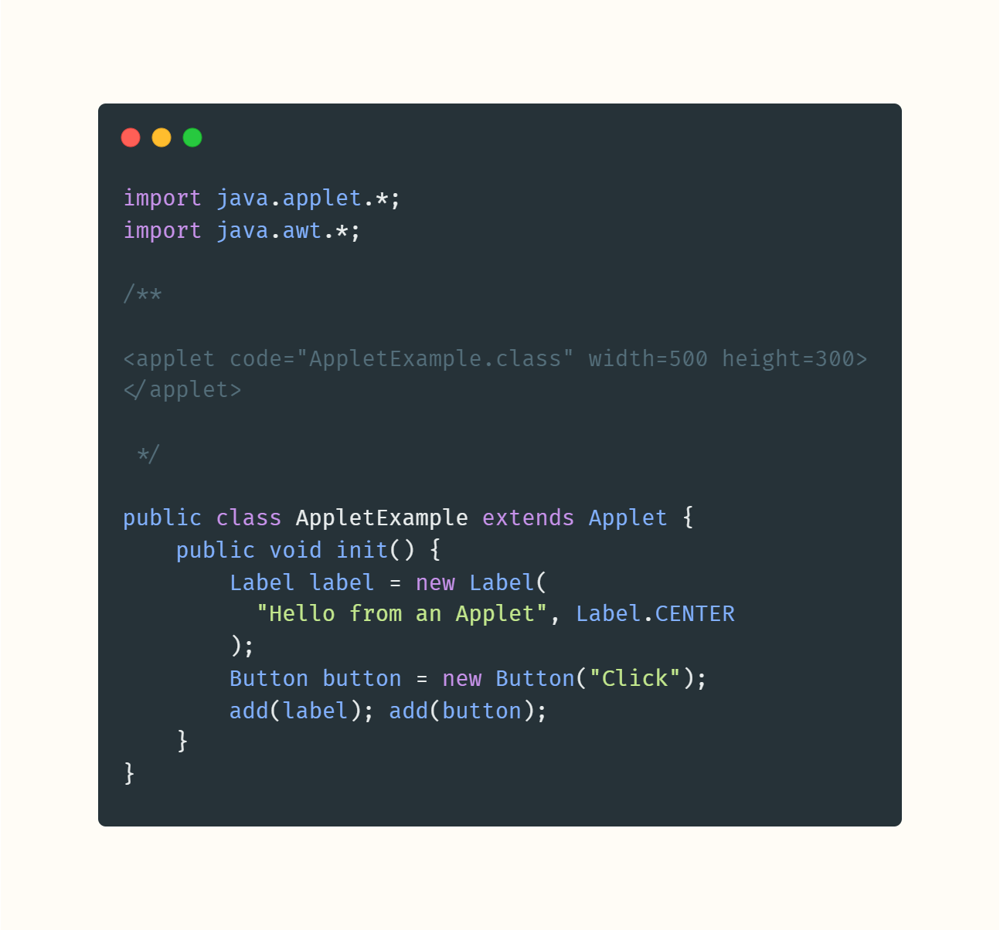 import java.applet.*;
import java.awt.*;
/**
<applet code="AppletExample.class" width=500 height=300>
</applet>
*/
public class AppletExample extends Applet {
public void init() {
Label label = new Label(
"Hello from an Applet", Label.CENTER
);
Button button = new Button("Click");
add(label); add(button);
}
}